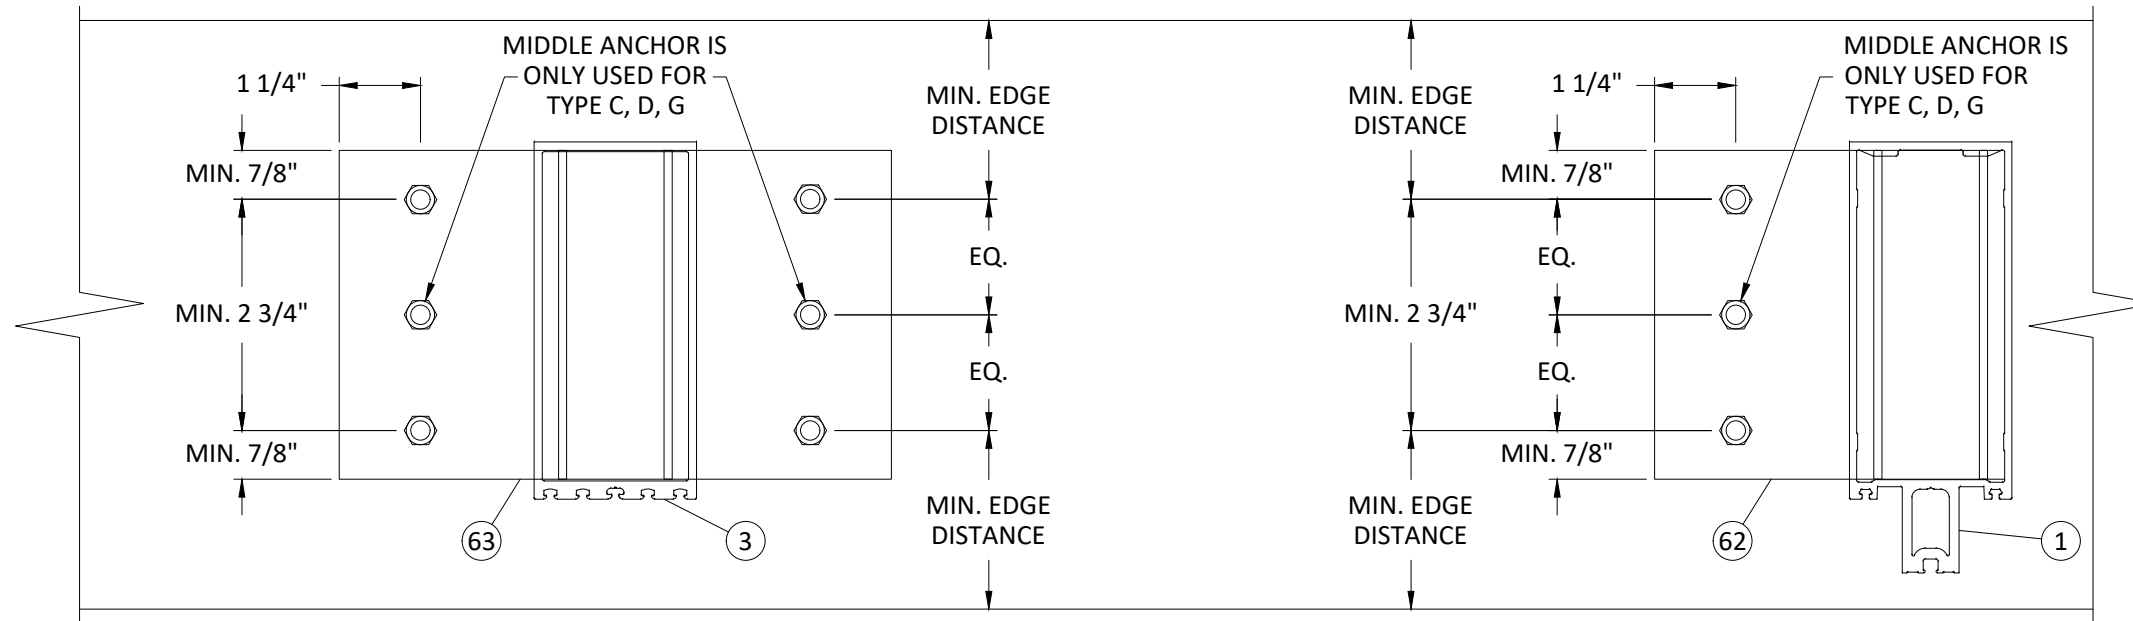 MIDDLE ANCHOR IS
ONLY USED FOR
TYPE C, D, G
1 1/4"
MIN. 7/8"
MIN. 2 3/4"
MIN. 7/8"
63
3
MIN. EDGE
DISTANCE
EQ.
EQ.
MIN. EDGE
DISTANCE
MIN. EDGE
DISTANCE
MIN. 2 3/4"
MIN. EDGE
DISTANCE
MIDDLE ANCHOR IS
ONLY USED FOR
TYPE C, D, G
1 1/4"
MIN. 7/8"
EQ.
EQ.
MIN. 7/8"
62
1